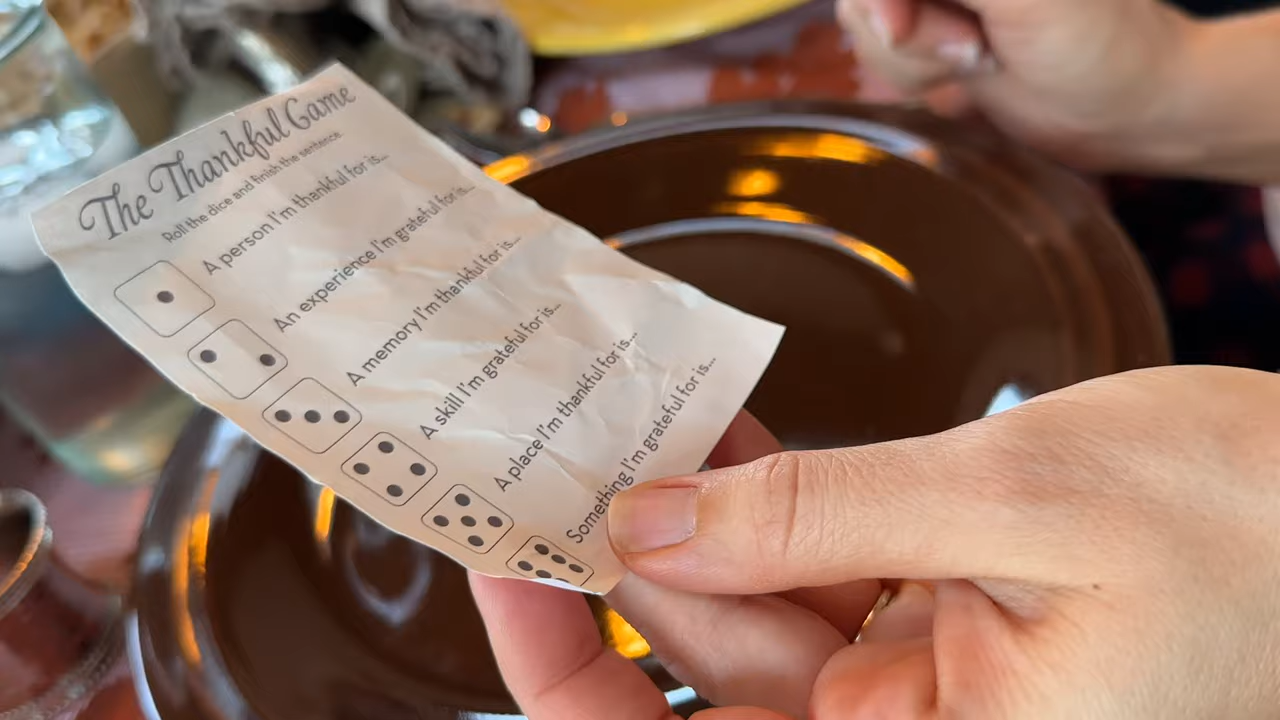 The Thankful Game
Roll the dice and finish the sentence.
A person I'm thankful for is...
An experience I'm grateful for is...
A memory I'm thankful for is...
A skill I'm grateful for is...
A place I'm thankful for is...
Something I'm grateful for is...